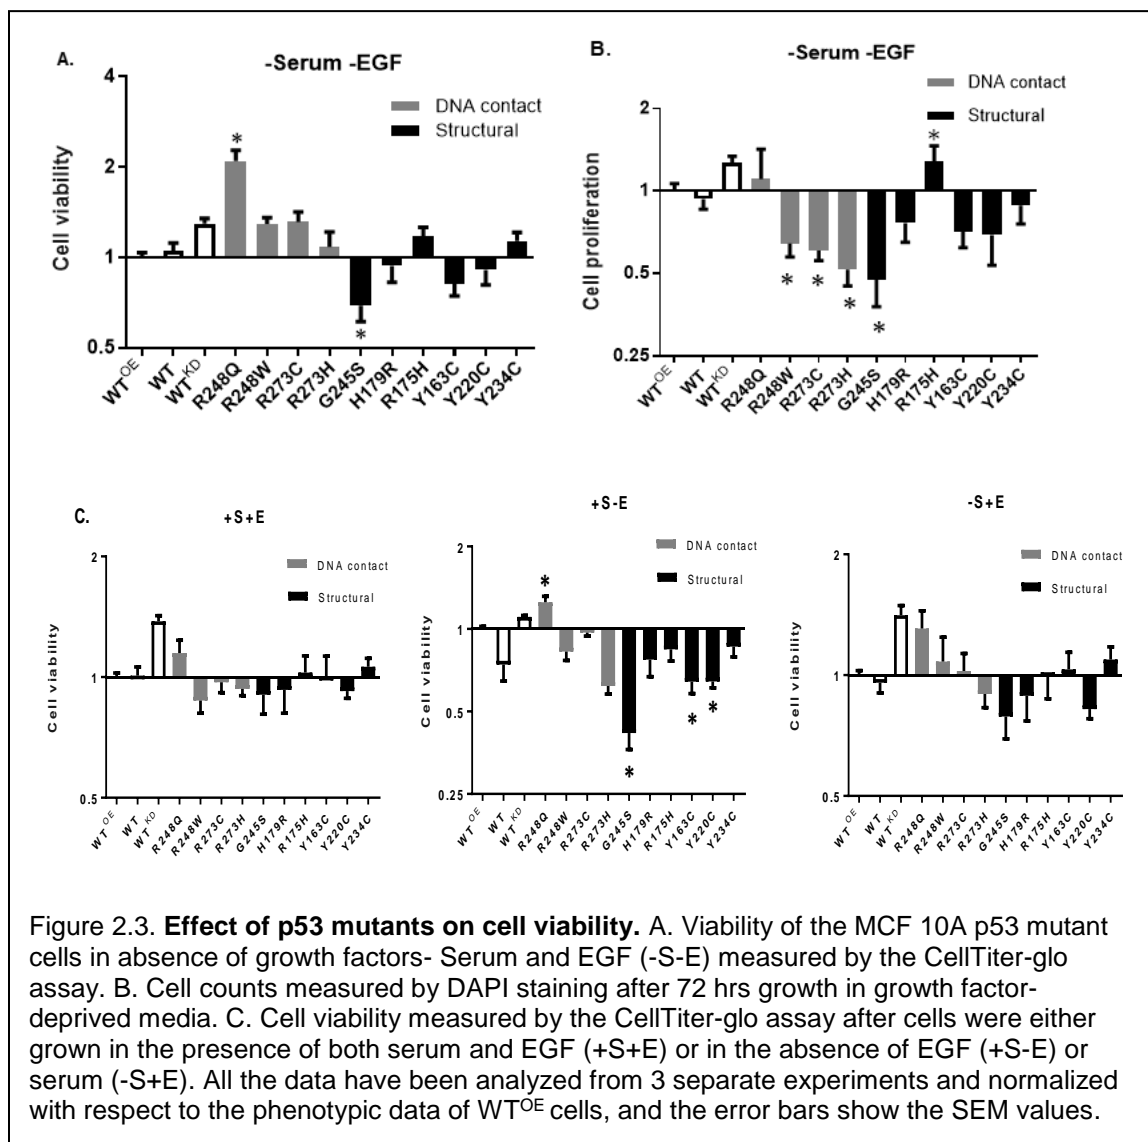 A.
-Serum -EGF
DNA contact
Structural
Cell viability
4
2
1
0.5
*
*
WT^OE
WT
WT^KD
R248Q
R248W
R273C
R273H
G245S
H179R
R175H
Y163C
Y220C
Y234C
B.
-Serum -EGF
DNA contact
Structural
Cell proliferation
2
1
0.5
0.25
*
*
*
*
*
WT^OE
WT
WT^KD
R248Q
R248W
R273C
R273H
G245S
H179R
R175H
Y163C
Y220C
Y234C
C.
+S+E
DNA contact
Structural
Cell viability
2
1
0.5
WT^OE
WT
WT^KD
R248Q
R248W
R273C
R273H
G245S
H179R
R175H
Y163C
Y220C
Y234C
+S-E
DNA contact
Structural
Cell viability
2
1
0.5
0.25
*
*
*
*
WT^OE
WT
WT^KD
R248Q
R248W
R273C
R273H
G245S
H179R
R175H
Y163C
Y220C
Y234C
-S+E
DNA contact
Structural
Cell viability
2
1
0.5
WT^OE
WT
WT^KD
R248Q
R248W
R273C
R273H
G245S
H179R
R175H
Y163C
Y220C
Y234C
Figure 2.3. Effect of p53 mutants on cell viability. A. Viability of the MCF 10A p53 mutant
cells in absence of growth factors- Serum and EGF (-S-E) measured by the CellTiter-glo
assay. B. Cell counts measured by DAPI staining after 72 hrs growth in growth factor-
deprived media. C. Cell viability measured by the CellTiter-glo assay after cells were either
grown in the presence of both serum and EGF (+S+E) or in the absence of EGF (+S-E) or
serum (-S+E). All the data have been analyzed from 3 separate experiments and normalized
with respect to the phenotypic data of WT^OE cells, and the error bars show the SEM values.